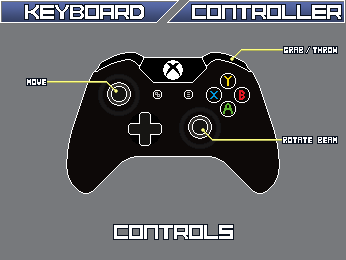 KEYBOARD
CONTROLLER
GRAB / THROW
MOVE
Y
X
B
A
ROTATE BEAM
CONTROLS